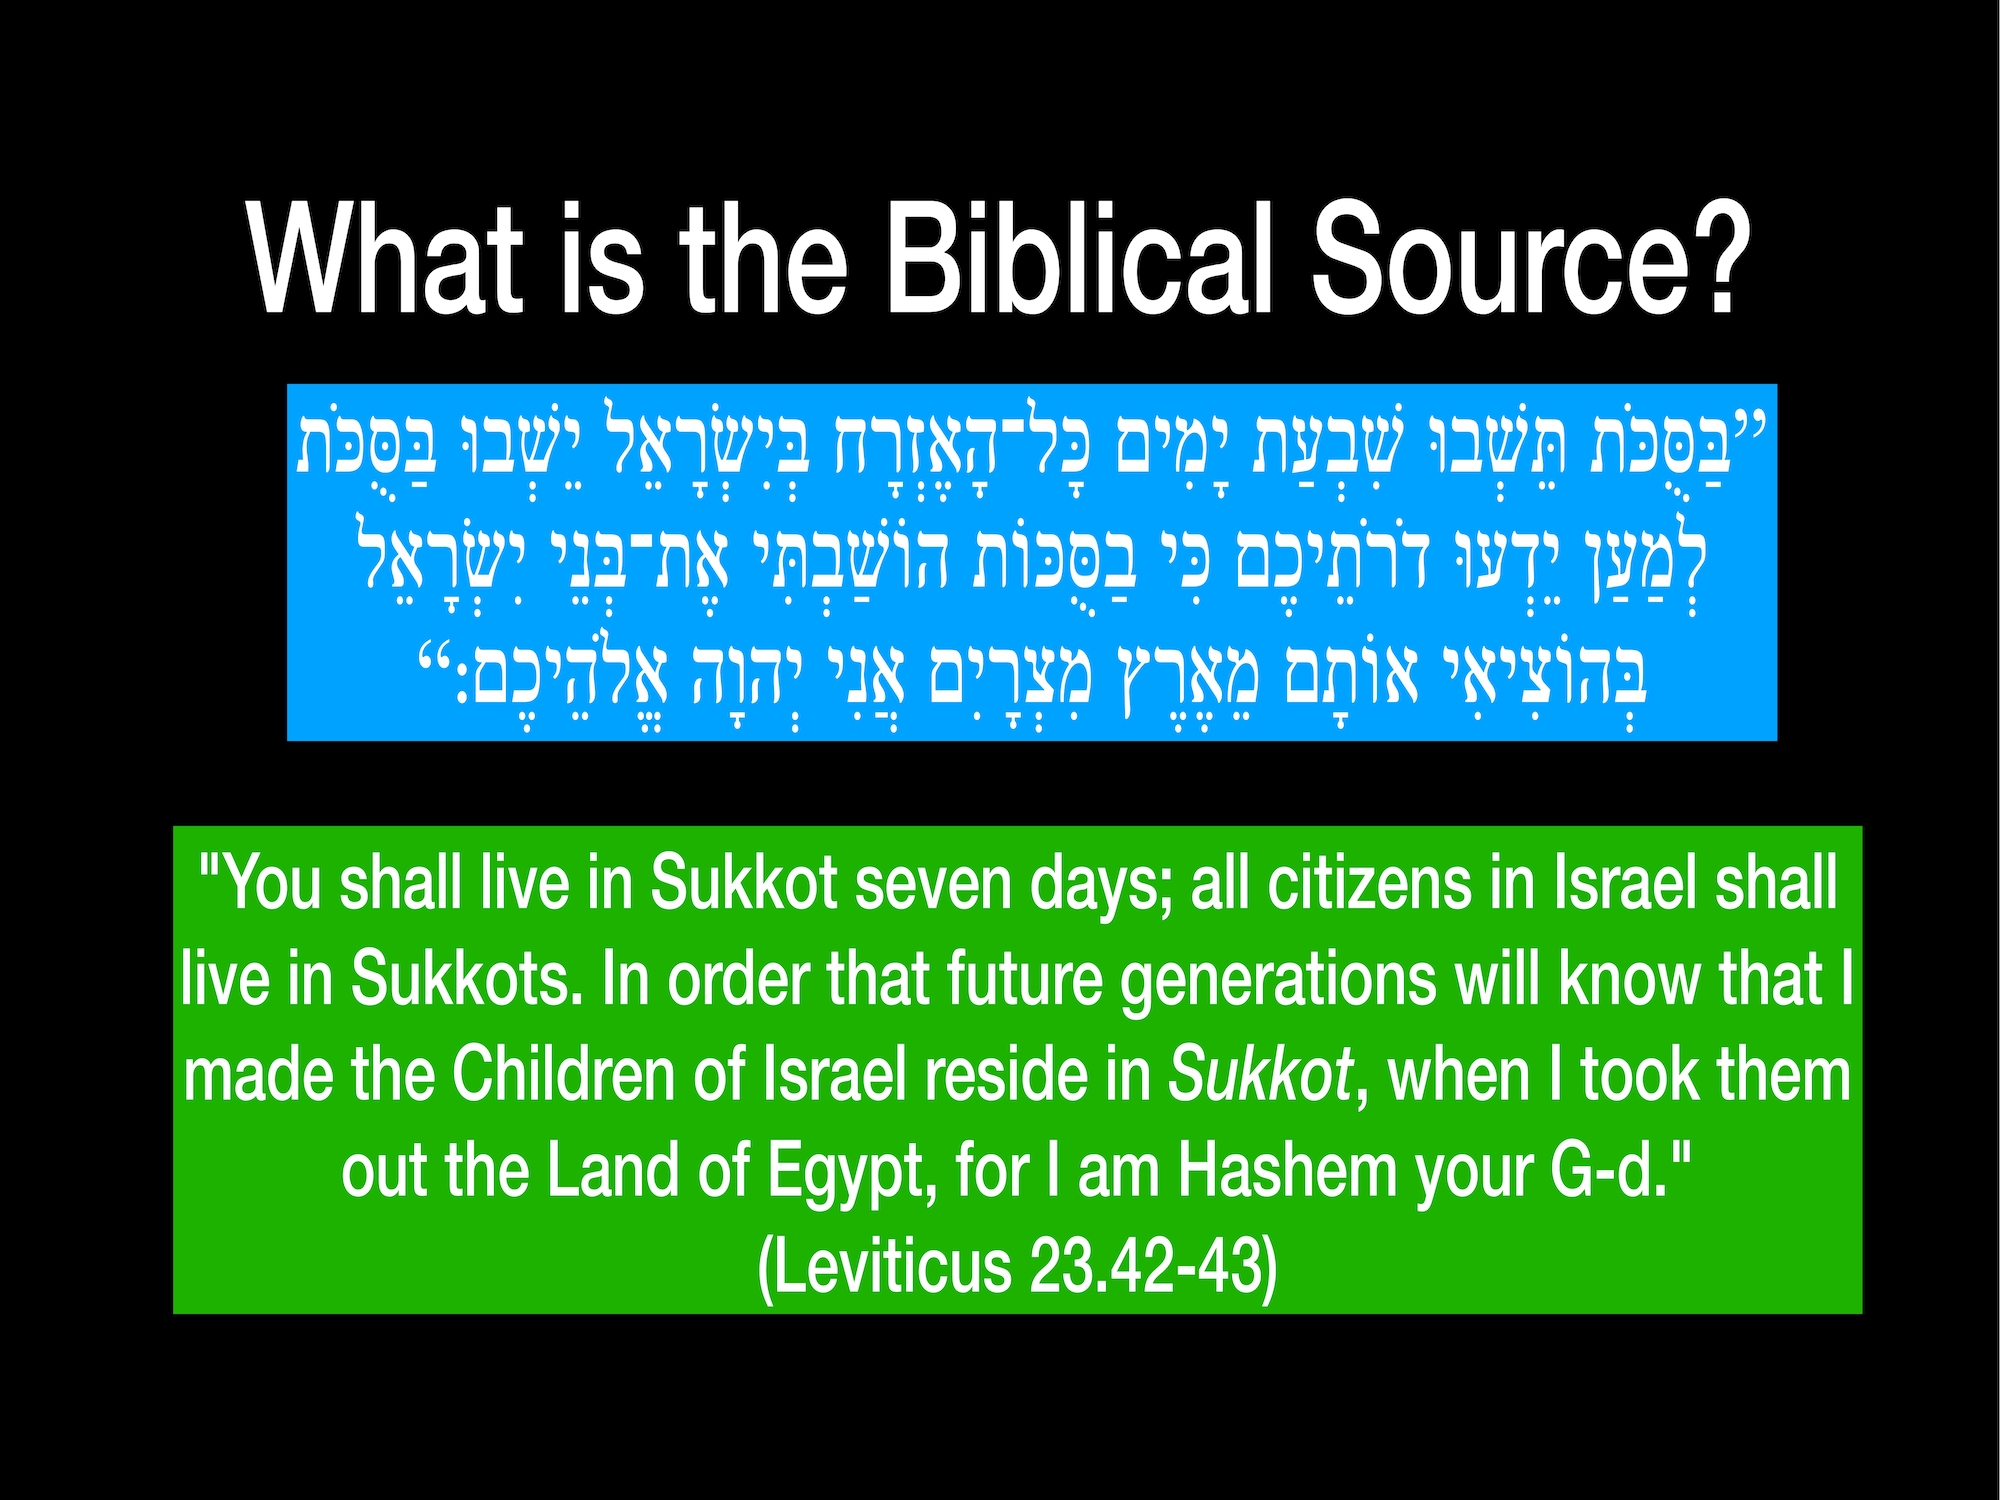 What is the Biblical Source?
”בַּסֻּכֹּת תֵּשְׁבוּ שִׁבְעַת יָמִים כָּל־הָאֶזְרָח בְּיִשְׂרָאֵל יֵשְׁבוּ בַּסֻּכֹּת
לְמַעַן יֵדְעוּ דֹרֹתֵיכֶם כִּי בַסֻּכּוֹת הוֹשַׁבְתִּי אֶת־בְּנֵי יִשְׂרָאֵל
בְּהוֹצִיאִי אוֹתָם מֵאֶרֶץ מִצְרָיִם אֲנִי יְהוָה אֱלֹהֵיכֶם:“
"You shall live in Sukkot seven days; all citizens in Israel shall
live in Sukkots. In order that future generations will know that I
made the Children of Israel reside in Sukkot, when I took them
out the Land of Egypt, for I am Hashem your G-d."
(Leviticus 23.42-43)